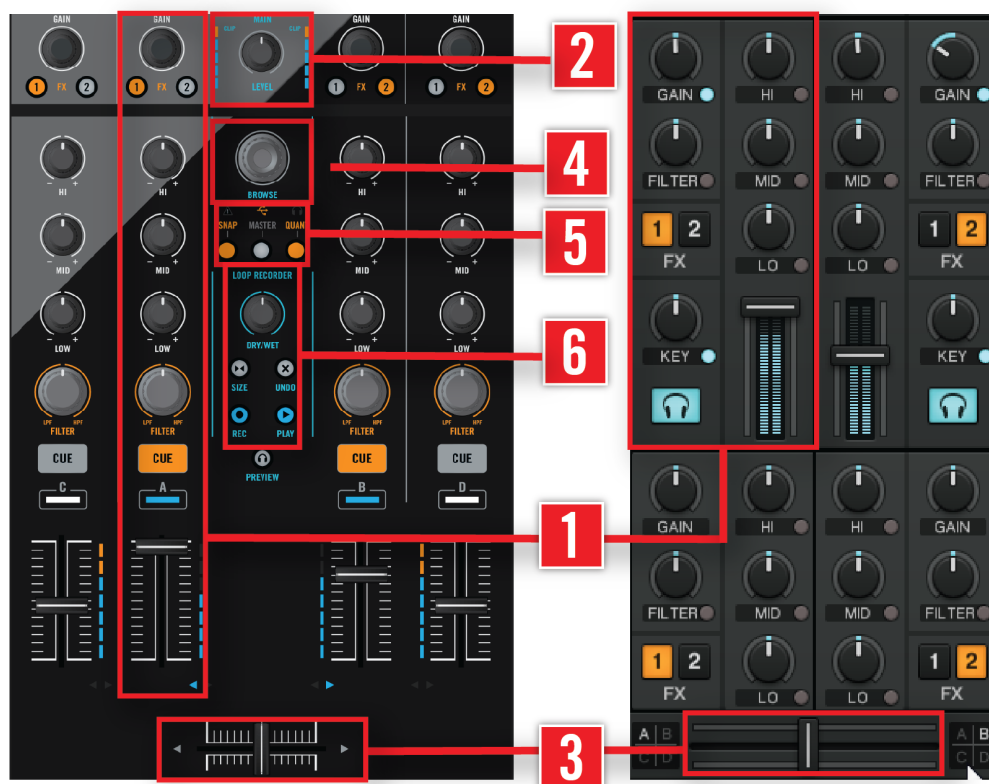 GAIN GAIN MAIN GAIN GAIN
CLIP CLIP
LEVEL
1 FX 2 1 FX 2 1 FX 2 1 FX 2
2
HI HI HI HI
- + - + - + - +
BROWSE
4
SNAP MASTER QUANT
5
MID MID MID MID
- + - + - + - +
LOOP RECORDER
DRY/WET
6
LOW LOW LOW LOW
SIZE UNDO
REC PLAY
LPF HPF LPF HPF LPF HPF LPF HPF
FILTER FILTER FILTER FILTER
CUE CUE CUE CUE
PREVIEW
C A B D
1
3
GAIN HI HI GAIN
FILTER MID MID FILTER
1 2 1 2
FX LO LO FX
KEY KEY
GAIN HI HI GAIN
FILTER MID MID FILTER
1 2 1 2
FX LO LO FX
A B A B
C D C D